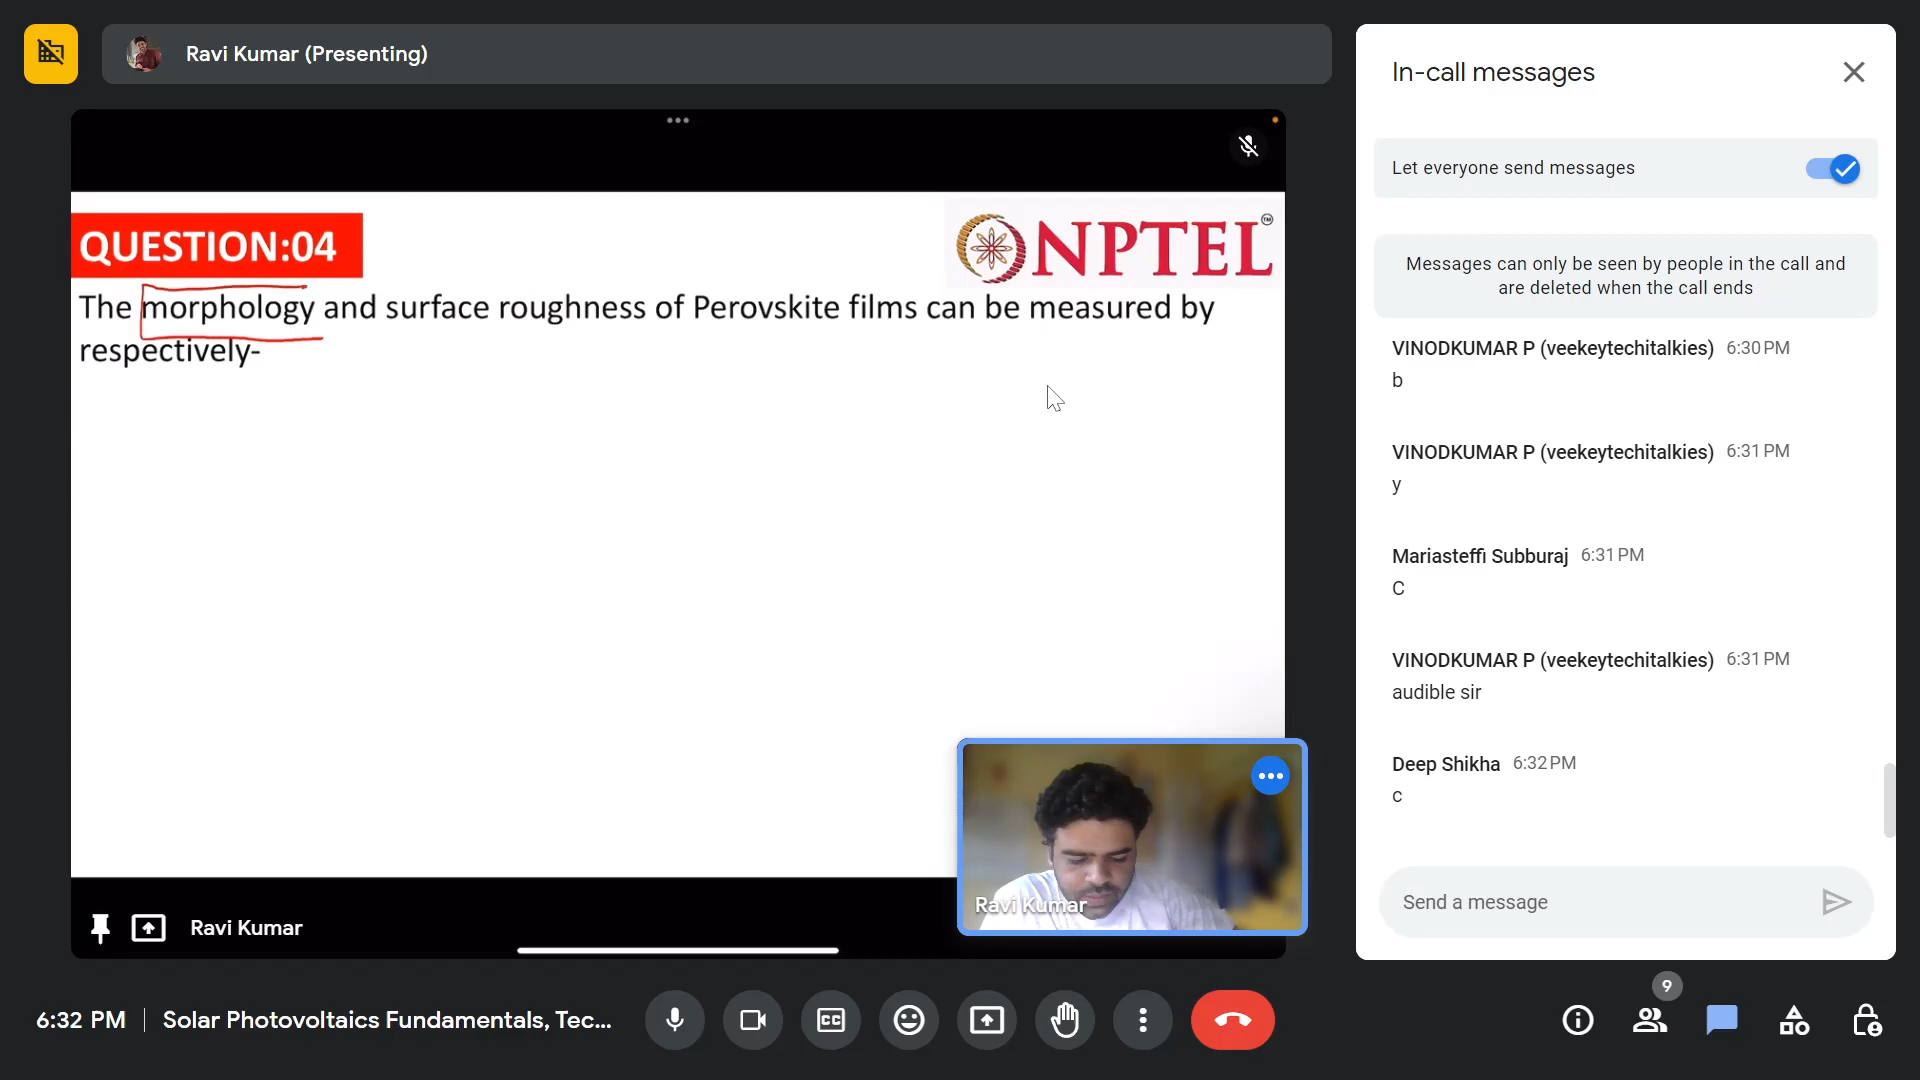 Ravi Kumar (Presenting)
QUESTION:04
NPTEL
TM
The morphology and surface roughness of Perovskite films can be measured by
respectively-
Ravi Kumar
Ravi Kumar
In-call messages
Let everyone send messages
Messages can only be seen by people in the call and
are deleted when the call ends
VINODKUMAR P (veekeytechitalkies) 6:30 PM
b
VINODKUMAR P (veekeytechitalkies) 6:31 PM
y
Mariasteffi Subburaj 6:31 PM
C
VINODKUMAR P (veekeytechitalkies) 6:31 PM
audible sir
Deep Shikha 6:32 PM
c
Send a message
6:32 PM | Solar Photovoltaics Fundamentals, Tec...
CC
9